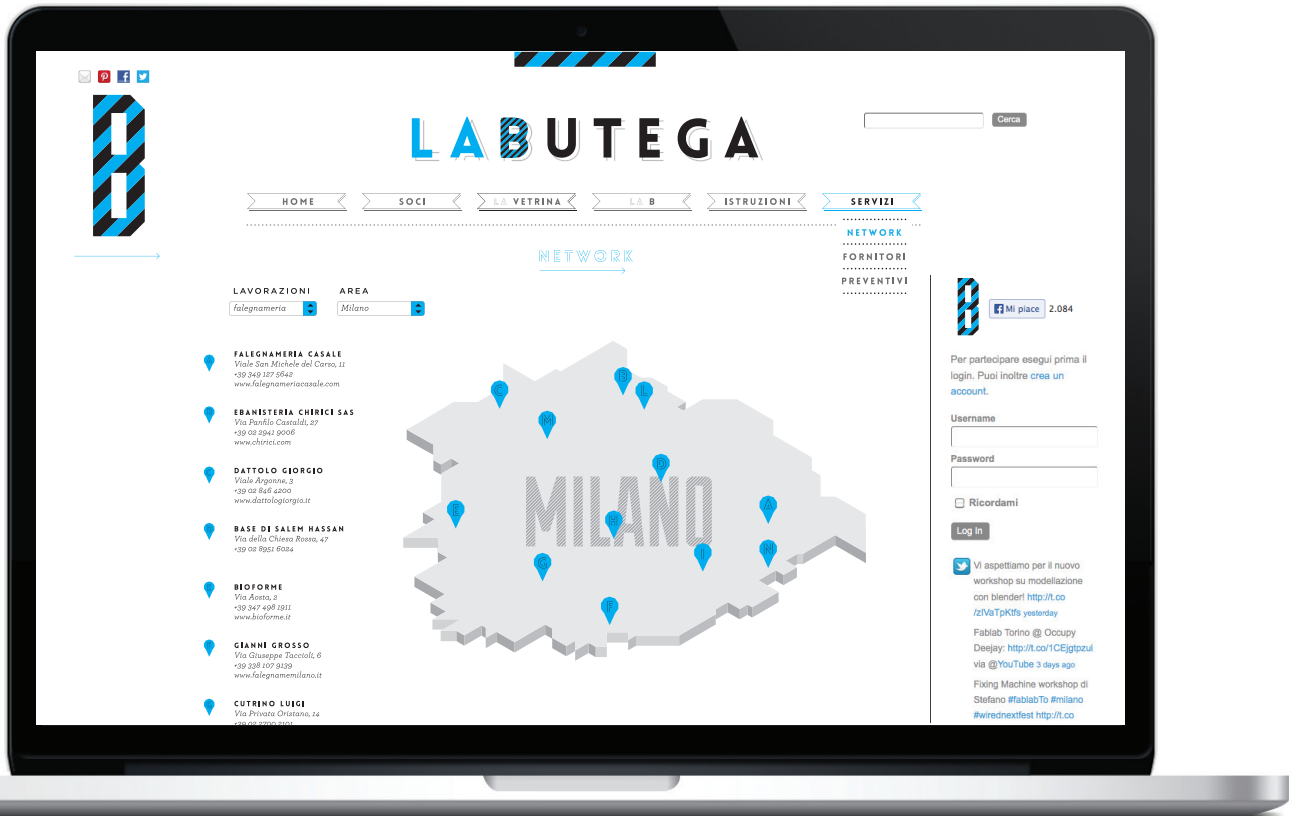 LABUTEGA
Cerca
HOME
SOCI
LA VETRINA
LA B
ISTRUZIONI
SERVIZI
NETWORK
FORNITORI
PREVENTIVI
NETWORK
LAVORAZIONI
AREA
falegnameria
Milano
FALEGNAMERIA CASALE
Viale San Michele del Carso, 11
+39 349 127 5642
www.falegnameriacasale.com
EBANISTERIA CHIRICI SAS
Via Panfilo Castaldi, 27
+39 02 2941 9006
www.chirici.com
DATTOLO GIORGIO
Viale Argonne, 3
+39 02 846 4200
www.dattologiorgio.it
BASE DI SALEM HASSAN
Via della Chiesa Rossa, 47
+39 02 8951 6024
BIOFORME
Via Aosta, 2
+39 347 498 1911
www.bioforme.it
GIANNI GROSSO
Via Giuseppe Taccioli, 6
+39 338 107 9139
www.falegnamemilano.it
CUTRINO LUIGI
Via Privata Oristano, 14
+39 02 2700 2101
B
C
L
M
D
MILANO
E
A
H
I
N
G
F
B
Mi piace 2.084
Per partecipare esegui prima il
login. Puoi inoltre crea un
account.
Username
Password
Ricordami
Log In
Vi aspettiamo per il nuovo
workshop su modellazione
con blender! http://t.co
/zIVaTpKtfs yesterday
Fablab Torino @ Occupy
Deejay: http://t.co/1CEjgtpzul
via @YouTube 3 days ago
Fixing Machine workshop di
Stefano #fablabTo #milano
#wirednextfest http://t.co